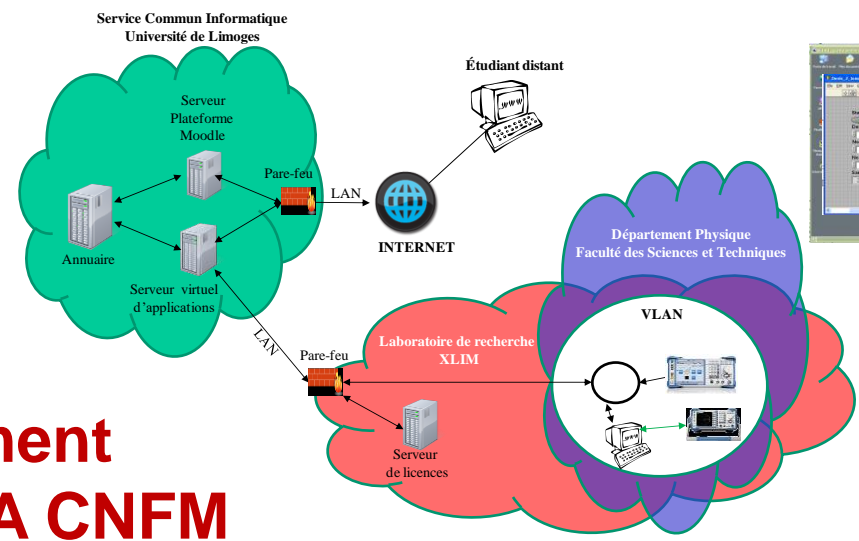 Service Commun Informatique
Université de Limoges
Étudiant distant
Serveur
Plateforme
Moodle
Pare-feu
LAN
INTERNET
Annuaire
Serveur virtuel
d'applications
LAN
Département Physique
Faculté des Sciences et Techniques
VLAN
Laboratoire de recherche
XLIM
Pare-feu
Serveur
de licences
ment
A CNFM